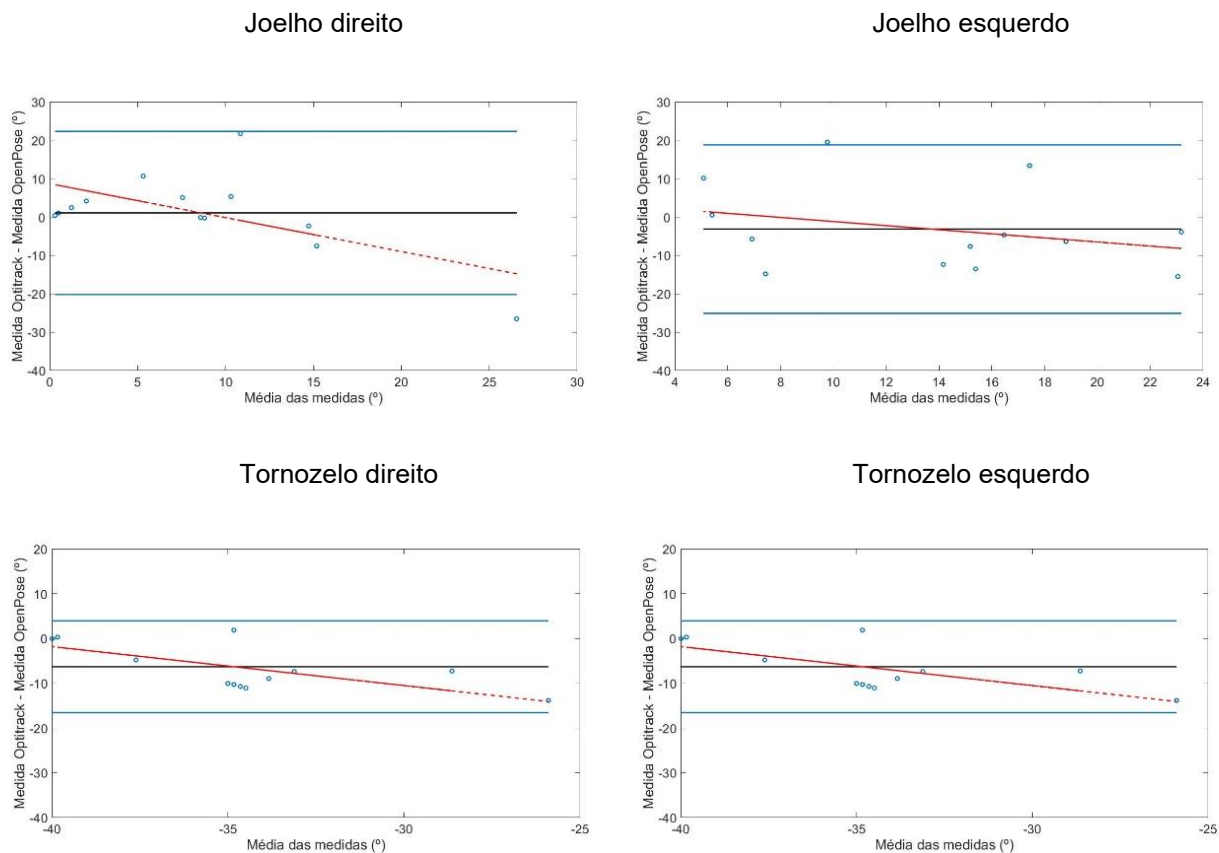 Joelho direito
Joelho esquerdo
30
20
10
0
-10
-20
-30
-40
Medida Optitrack - Medida OpenPose (º)
0 5 10 15 20 25 30
Média das medidas (º)
30
20
10
0
-10
-20
-30
-40
Medida Optitrack - Medida OpenPose (º)
4 6 8 10 12 14 16 18 20 22 24
Média das medidas (º)
Tornozelo direito
Tornozelo esquerdo
20
10
0
-10
-20
-30
-40
Medida Optitrack - Medida OpenPose (º)
-40 -35 -30 -25
Média das medidas (º)
20
10
0
-10
-20
-30
-40
Medida Optitrack - Medida OpenPose (º)
-40 -35 -30 -25
Média das medidas (º)